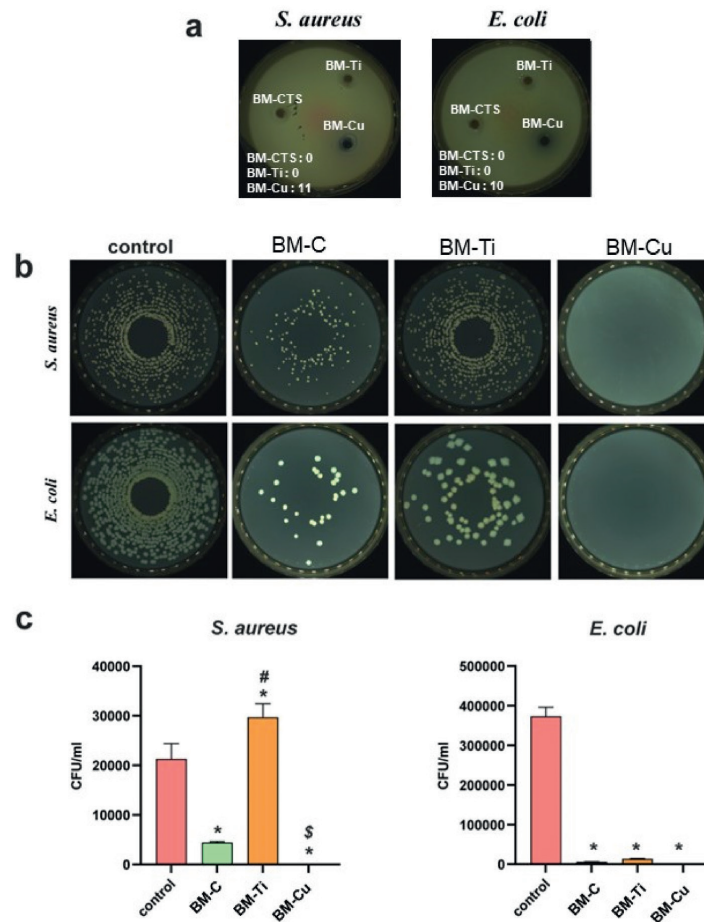 a
S. aureus
E. coli
BM-Ti
BM-CTS
BM-Cu
BM-CTS: 0
BM-Ti: 0
BM-Cu: 11
BM-Ti
BM-CTS
BM-Cu
BM-CTS: 0
BM-Ti: 0
BM-Cu: 10
b
control
BM-C
BM-Ti
BM-Cu
S. aureus
E. coli
c
S. aureus
CFU/ml
40000
30000
20000
10000
0
*
#
*
$
*
control
BM-C
BM-Ti
BM-Cu
E. coli
CFU/ml
500000
400000
300000
200000
100000
0
*
*
*
control
BM-C
BM-Ti
BM-Cu